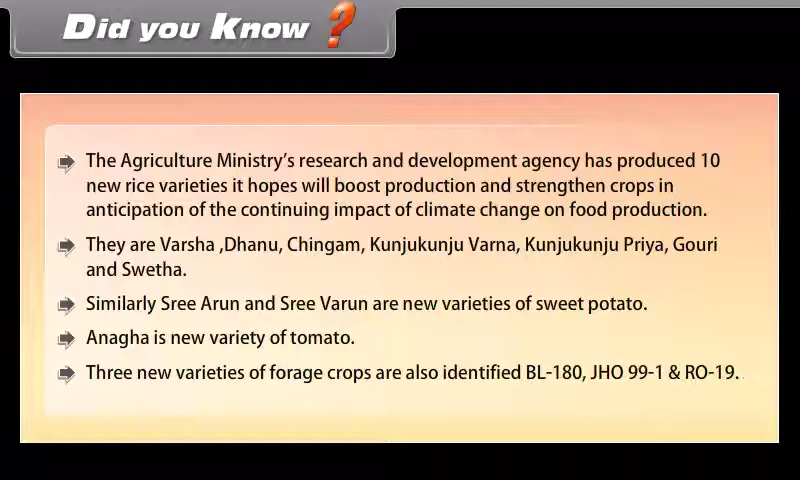 Did you Know ?
The Agriculture Ministry's research and development agency has produced 10
new rice varieties it hopes will boost production and strengthen crops in
anticipation of the continuing impact of climate change on food production.
They are Varsha ,Dhanu, Chingam, Kunjukunju Varna, Kunjukunju Priya, Gouri
and Swetha.
Similarly Sree Arun and Sree Varun are new varieties of sweet potato.
Anagha is new variety of tomato.
Three new varieties of forage crops are also identified BL-180, JHO 99-1 & RO-19.